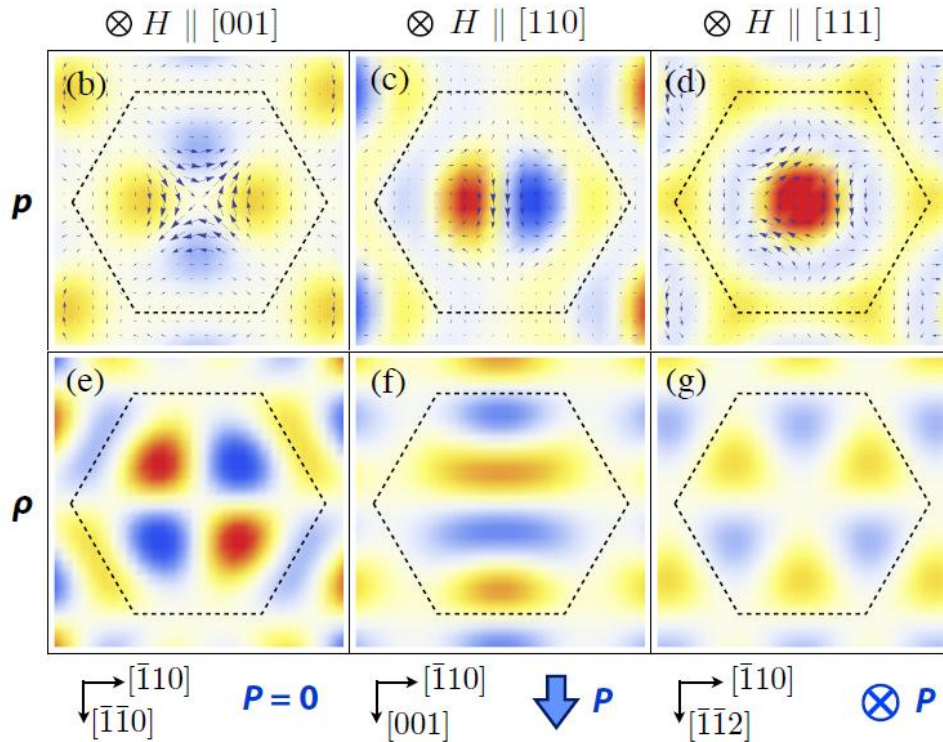 ⊗ H ∥ [001] ⊗ H ∥ [110] ⊗ H ∥ [111]
(b) (c) (d)
p
(e) (f) (g)
ρ
[1̄10] P = 0 [1̄10] P [1̄10] ⊗ P
[1̄1̄0] [001] [1̄1̄2]